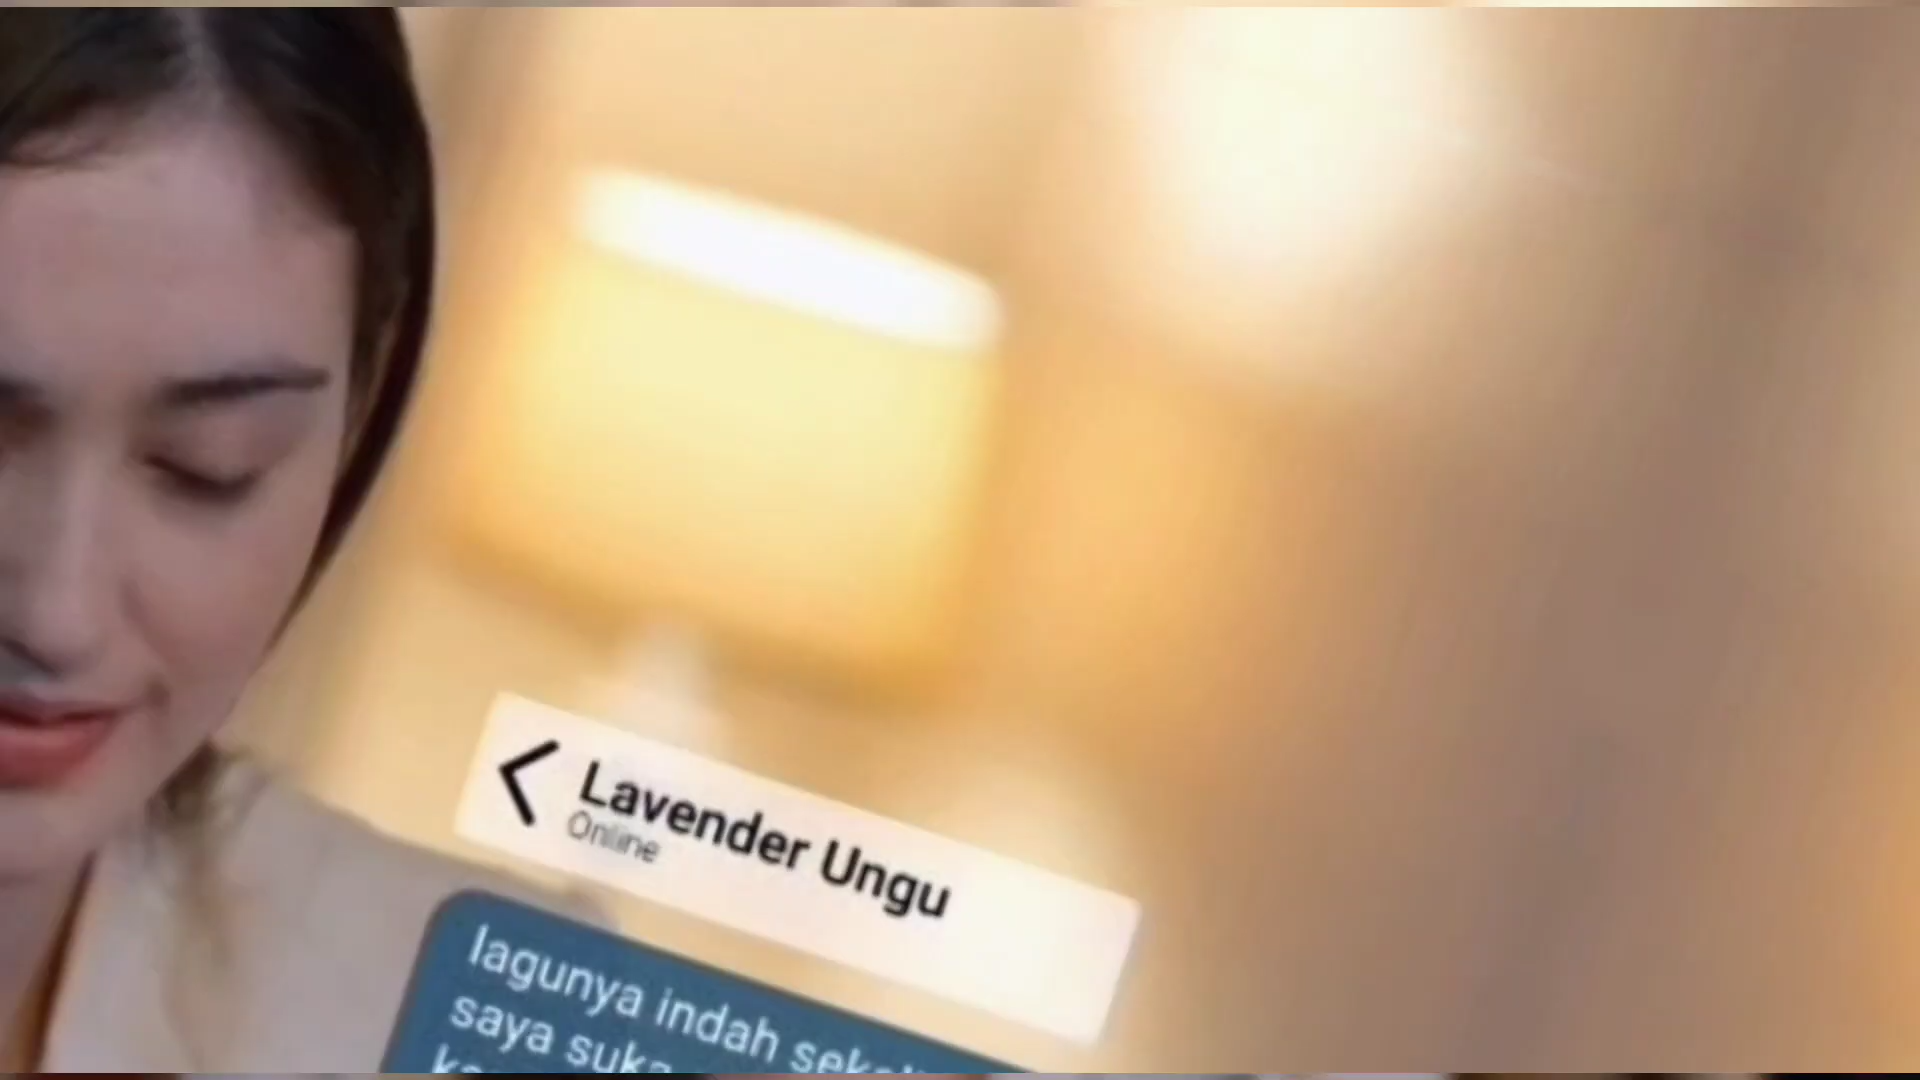 Lavender Ungu
Online
lagunya indah
saya suka